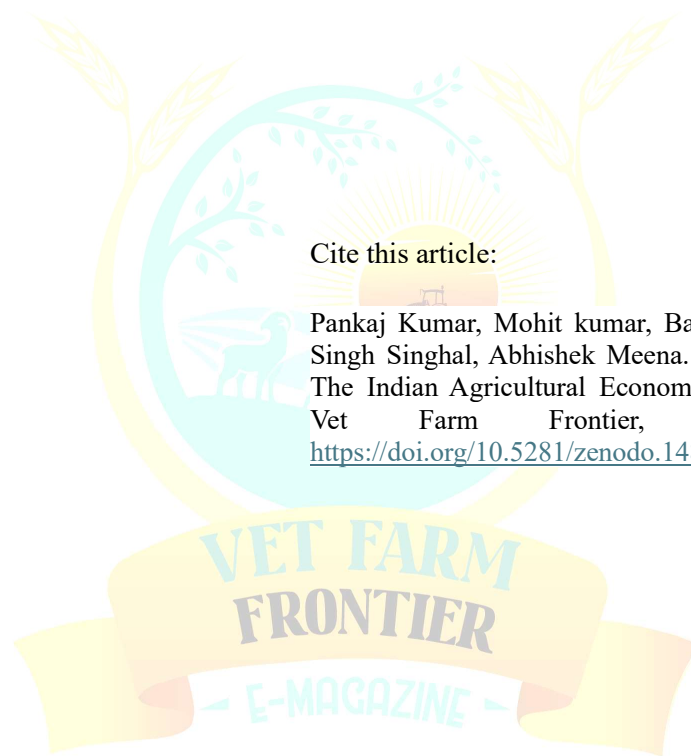 Cite this article:
Pankaj Kumar, Mohit kumar, Ba
Singh Singhal, Abhishek Meena.
The Indian Agricultural Econom
Vet Farm Frontier,
https://doi.org/10.5281/zenodo.14
VET FARM
FRONTIER
E-MAGAZINE